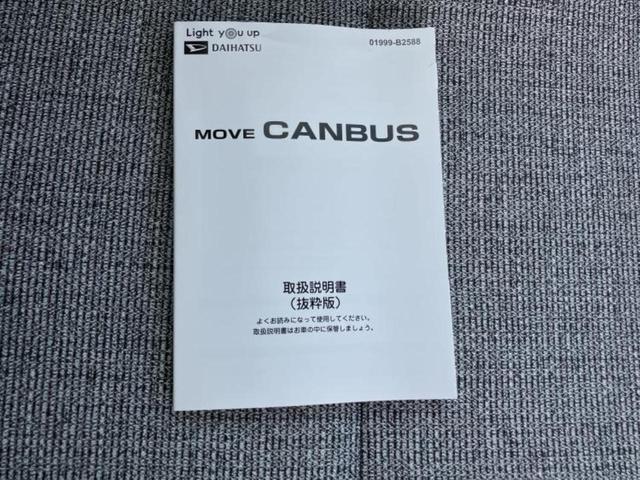 Light you up
DAIHATSU
01999-B2588
MOVE CANBUS
取扱説明書
（抜粋版）
よくお読みになって使用してください。
取扱説明書はお車の中に保管しましょう。